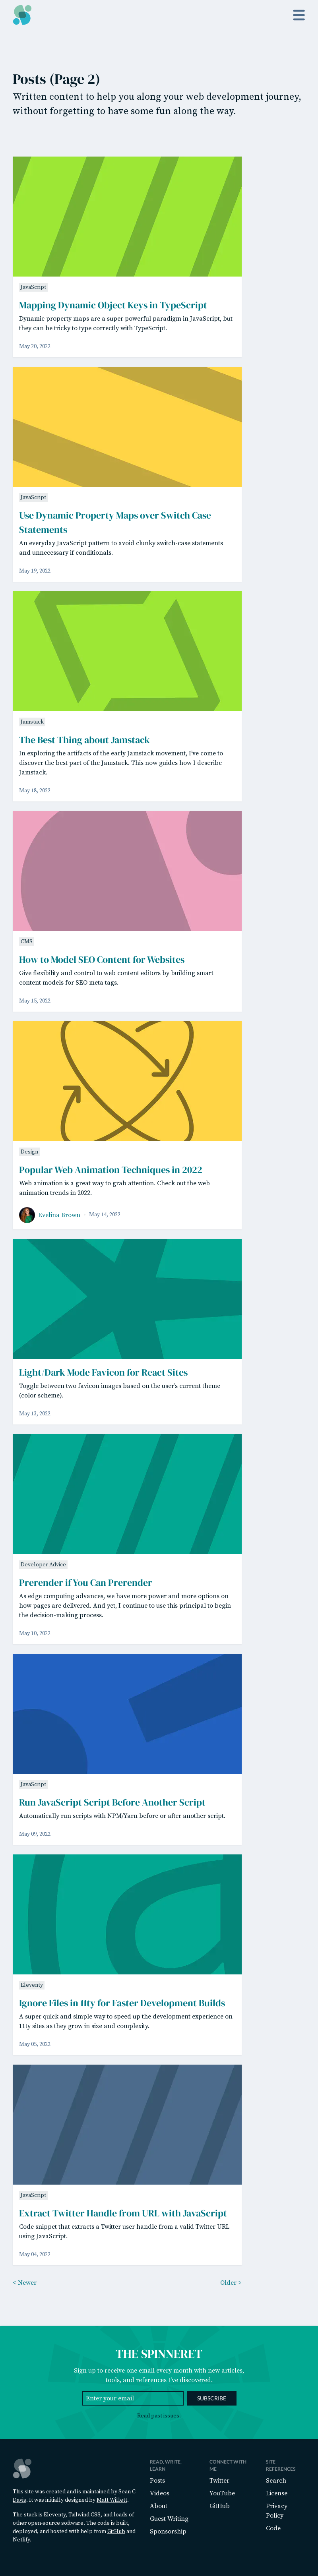 Posts (Page 2)
Written content to help you along your web development journey,
without forgetting to have some fun along the way.
JavaScript
Mapping Dynamic Object Keys in TypeScript
Dynamic property maps are a super powerful paradigm in JavaScript, but
they can be tricky to type correctly with TypeScript.
May 20, 2022
JavaScript
Use Dynamic Property Maps over Switch Case
Statements
An everyday JavaScript pattern to avoid clunky switch-case statements
and unnecessary if conditionals.
May 19, 2022
Jamstack
The Best Thing about Jamstack
In exploring the artifacts of the early Jamstack movement, I've come to
discover the best part of the Jamstack. This now guides how I describe
Jamstack.
May 18, 2022
CMS
How to Model SEO Content for Websites
Give flexibility and control to web content editors by building smart
content models for SEO meta tags.
May 15, 2022
Design
Popular Web Animation Techniques in 2022
Web animation is a great way to grab attention. Check out the web
animation trends in 2022.
Evelina Brown May 14, 2022
Light/Dark Mode Favicon for React Sites
Toggle between two favicon images based on the user's current theme
(color scheme).
May 13, 2022
Developer Advice
Prerender if You Can Prerender
As edge computing advances, we have more power and more options on
how pages are delivered. And yet, I continue to use this principal to begin
the decision-making process.
May 10, 2022
JavaScript
Run JavaScript Script Before Another Script
Automatically run scripts with NPM/Yarn before or after another script.
May 09, 2022
Eleventy
Ignore Files in 11ty for Faster Development Builds
A super quick and simple way to speed up the development experience on
11ty sites as they grow in size and complexity.
May 05, 2022
JavaScript
Extract Twitter Handle from URL with JavaScript
Code snippet that extracts a Twitter user handle from a valid Twitter URL
using JavaScript.
May 04, 2022
< Newer Older >
THE SPINNERET
Sign up to receive one email every month with new articles,
tools, and references I've discovered.
Enter your email SUBSCRIBE
Read past issues.
This site was created and is maintained by Sean C
Davis. It was initially designed by Matt Willett.
The stack is Eleventy, Tailwind CSS, and loads of
other open-source software. The code is built,
deployed, and hosted with help from GitHub and
Netlify.
READ, WRITE,
LEARN
Posts
Videos
About
Guest Writing
Sponsorship
CONNECT WITH
ME
Twitter
YouTube
GitHub
SITE
REFERENCES
Search
License
Privacy
Policy
Code